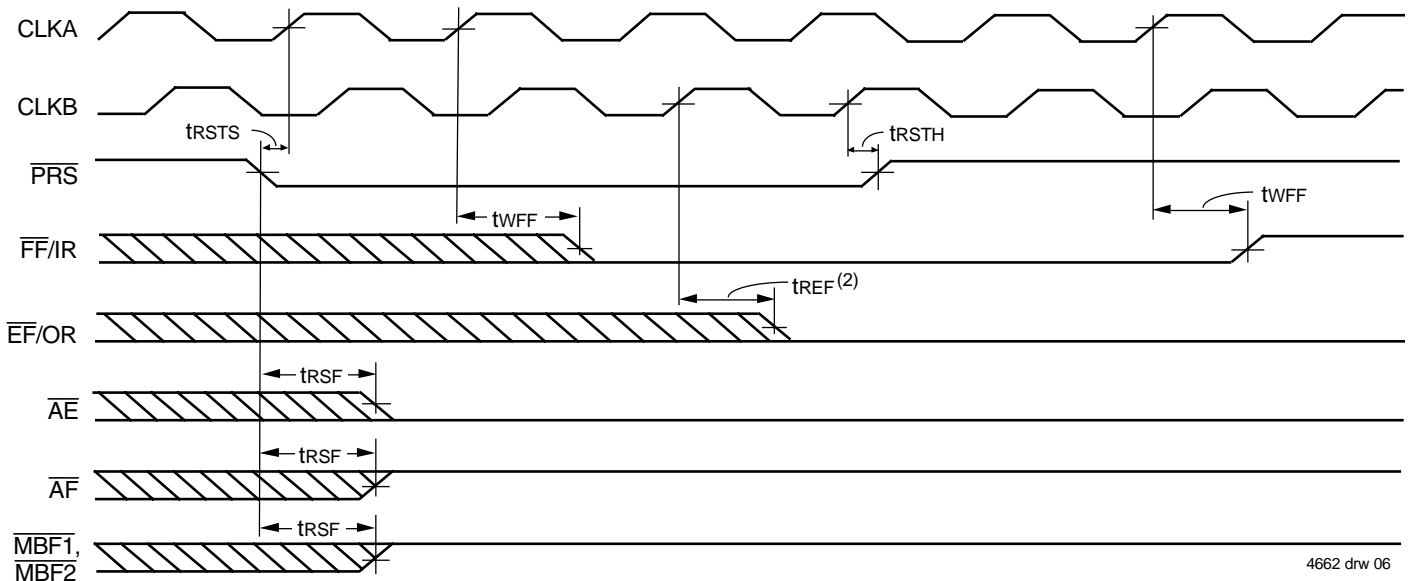 CLKA
CLKB
tRSTS
tRSTH
PRS
tWFF
tWFF
FF/IR
tREF(2)
EF/OR
tRSF
AE
tRSF
AF
tRSF
MBF1,
MBF2
4662 drw 06